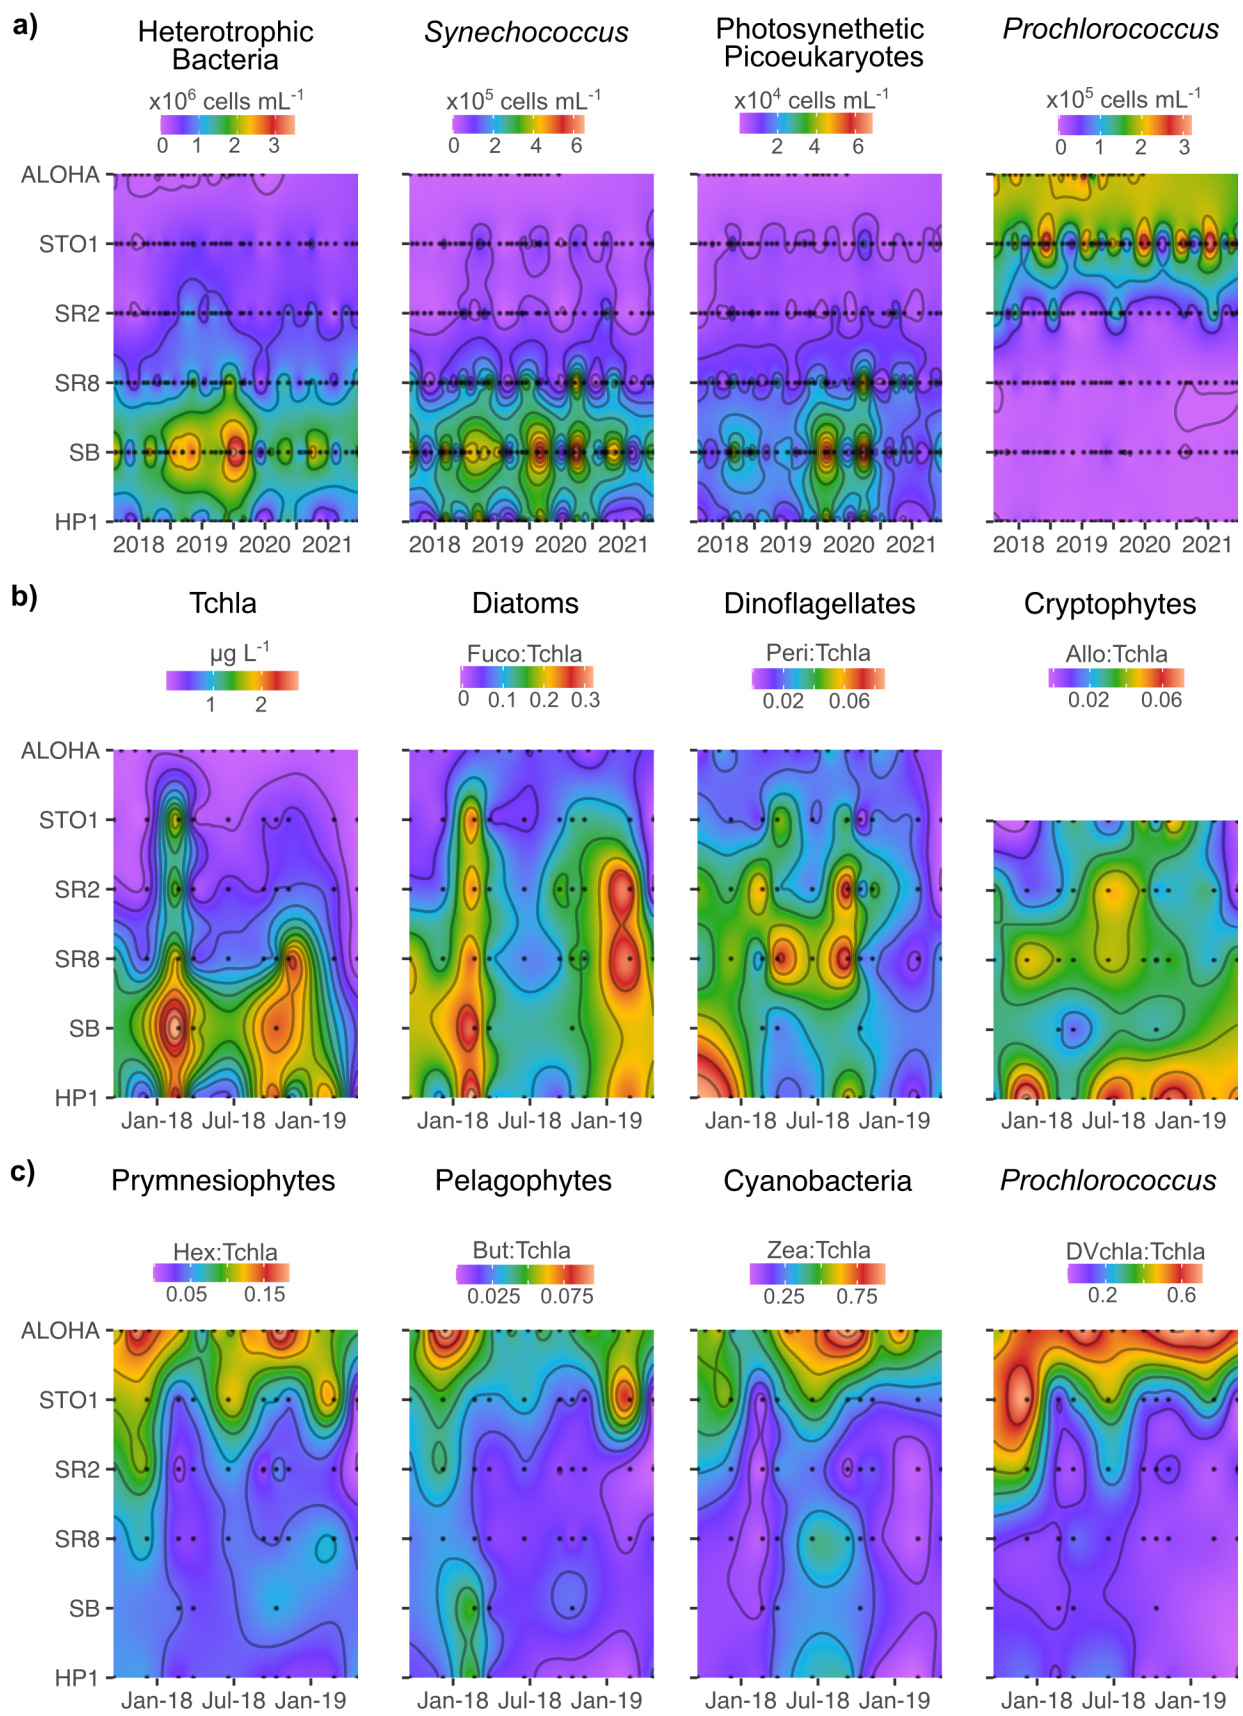 a)
Heterotrophic
Bacteria
Synechococcus
Photosynethetic
Picoeukaryotes
Prochlorococcus
x10⁶ cells mL⁻¹
x10⁵ cells mL⁻¹
x10⁴ cells mL⁻¹
x10⁵ cells mL⁻¹
0 1 2 3
0 2 4 6
2 4 6
0 1 2 3
ALOHA
STO1
SR2
SR8
SB
HP1
2018 2019 2020 2021
2018 2019 2020 2021
2018 2019 2020 2021
2018 2019 2020 2021
b)
Tchla
Diatoms
Dinoflagellates
Cryptophytes
µg L⁻¹
Fuco:Tchla
Peri:Tchla
Allo:Tchla
1 2
0 0.1 0.2 0.3
0.02 0.06
0.02 0.06
ALOHA
STO1
SR2
SR8
SB
HP1
Jan-18 Jul-18 Jan-19
Jan-18 Jul-18 Jan-19
Jan-18 Jul-18 Jan-19
Jan-18 Jul-18 Jan-19
c)
Prymnesiophytes
Pelagophytes
Cyanobacteria
Prochlorococcus
Hex:Tchla
But:Tchla
Zea:Tchla
DVchla:Tchla
0.05 0.15
0.025 0.075
0.25 0.75
0.2 0.6
ALOHA
STO1
SR2
SR8
SB
HP1
Jan-18 Jul-18 Jan-19
Jan-18 Jul-18 Jan-19
Jan-18 Jul-18 Jan-19
Jan-18 Jul-18 Jan-19